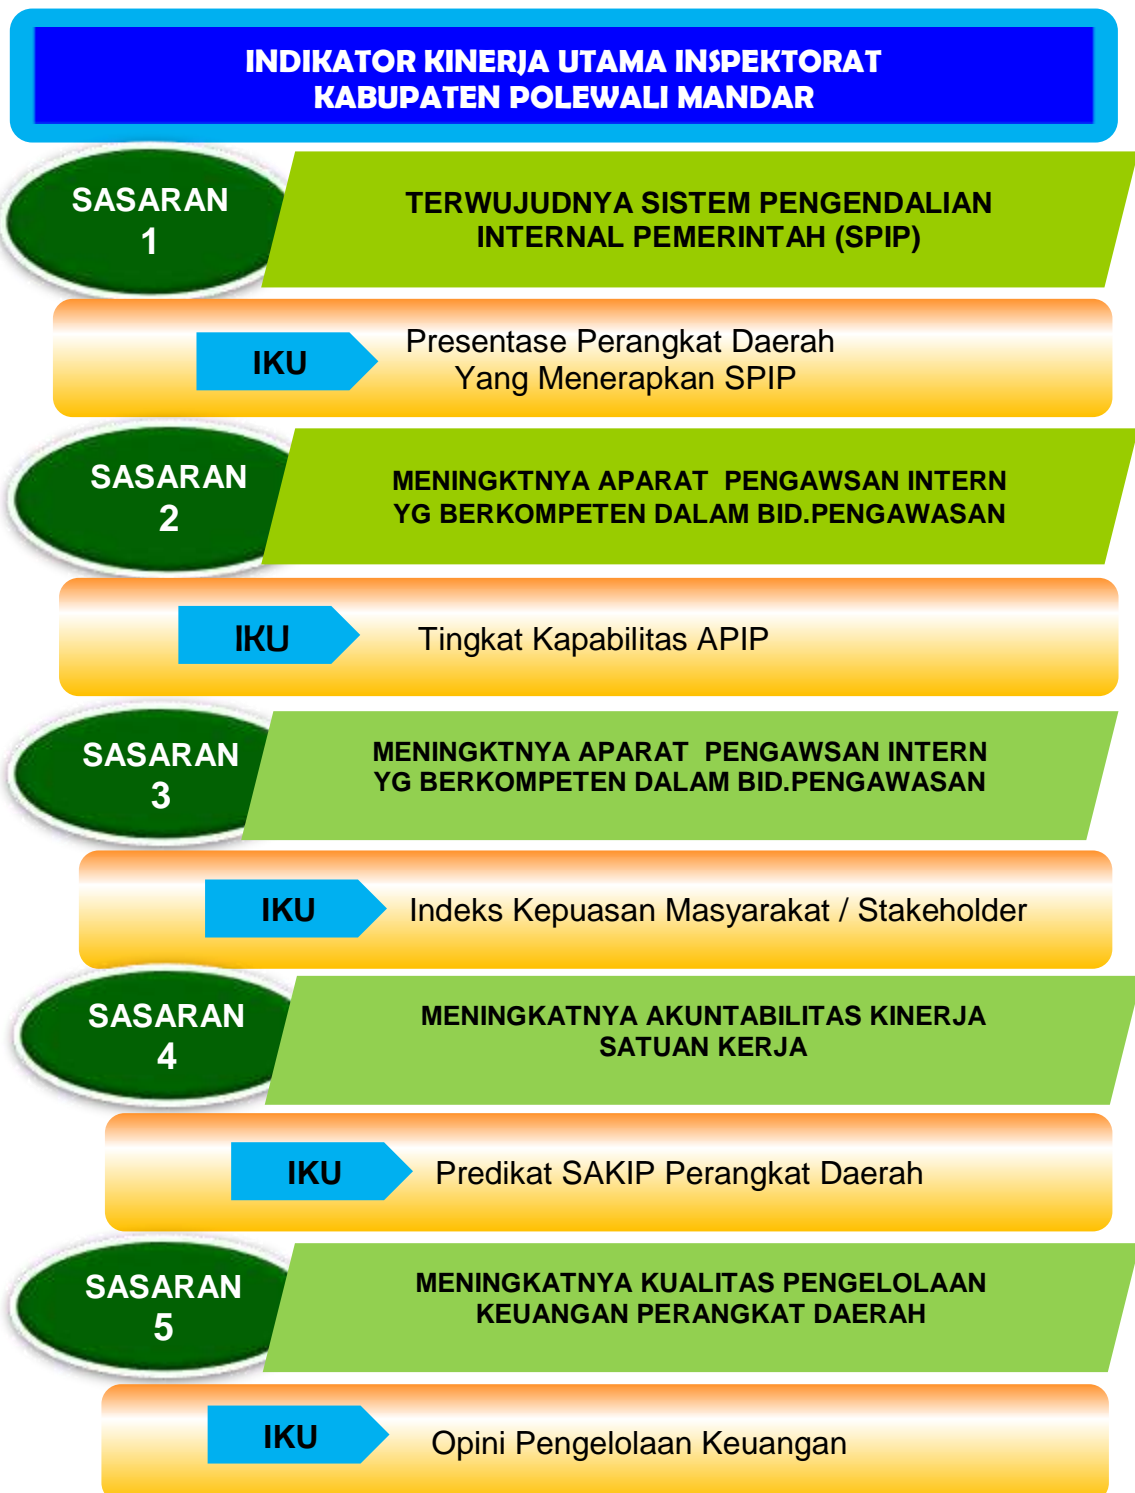 INDIKATOR KINERJA UTAMA INSPEKTORAT
KABUPATEN POLEWALI MANDAR
SASARAN
1
TERWUJUDNYA SISTEM PENGENDALIAN
INTERNAL PEMERINTAH (SPIP)
IKU
Presentase Perangkat Daerah
Yang Menerapkan SPIP
SASARAN
2
MENINGKTNYA APARAT PENGAWSAN INTERN
YG BERKOMPETEN DALAM BID.PENGAWASAN
IKU
Tingkat Kapabilitas APIP
SASARAN
3
MENINGKTNYA APARAT PENGAWSAN INTERN
YG BERKOMPETEN DALAM BID.PENGAWASAN
IKU
Indeks Kepuasan Masyarakat / Stakeholder
SASARAN
4
MENINGKATNYA AKUNTABILITAS KINERJA
SATUAN KERJA
IKU
Predikat SAKIP Perangkat Daerah
SASARAN
5
MENINGKATNYA KUALITAS PENGELOLAAN
KEUANGAN PERANGKAT DAERAH
IKU
Opini Pengelolaan Keuangan